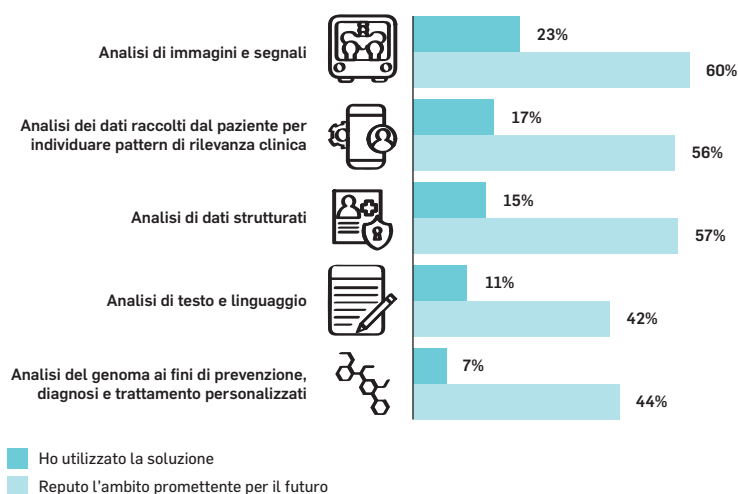 Analisi di immagini e segnali
23%
60%
Analisi dei dati raccolti dal paziente per
individuare pattern di rilevanza clinica
17%
56%
Analisi di dati strutturati
15%
57%
Analisi di testo e linguaggio
11%
42%
Analisi del genoma ai fini di prevenzione,
diagnosi e trattamento personalizzati
7%
44%
Ho utilizzato la soluzione
Reputo l'ambito promettente per il futuro